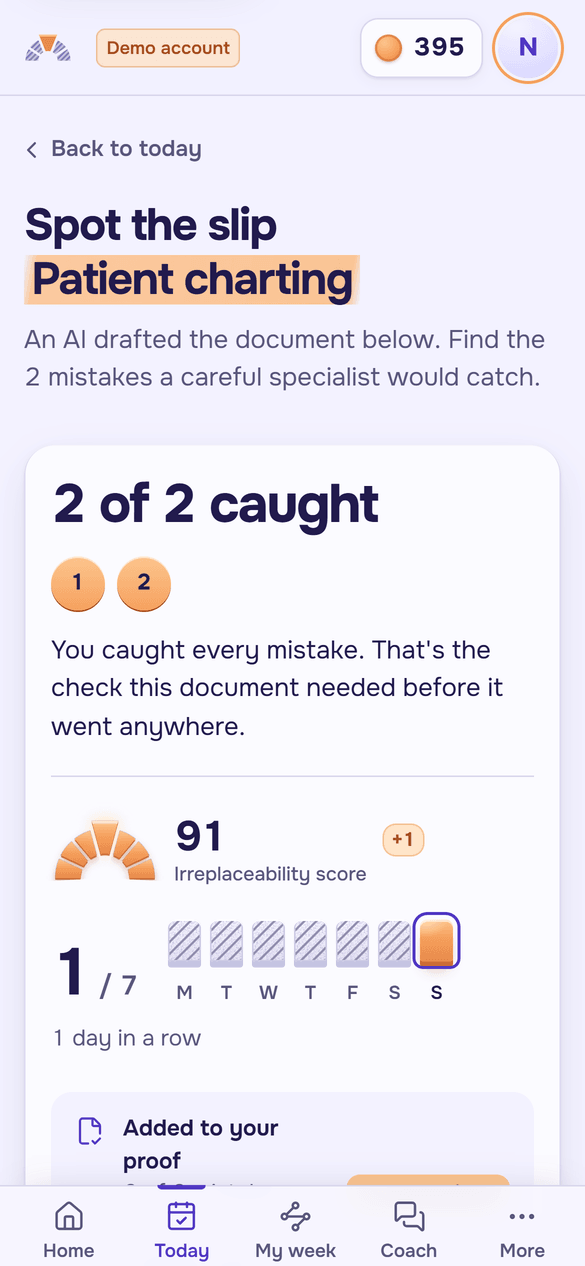 Demo account
395
N
Back to today
Spot the slip
Patient charting
An AI drafted the document below. Find the
2 mistakes a careful specialist would catch.
2 of 2 caught
1 2
You caught every mistake. That's the
check this document needed before it
went anywhere.
91
+1
Irreplaceability score
1 / 7
M T W T F S S
1 day in a row
Added to your
proof
Home Today My week Coach More